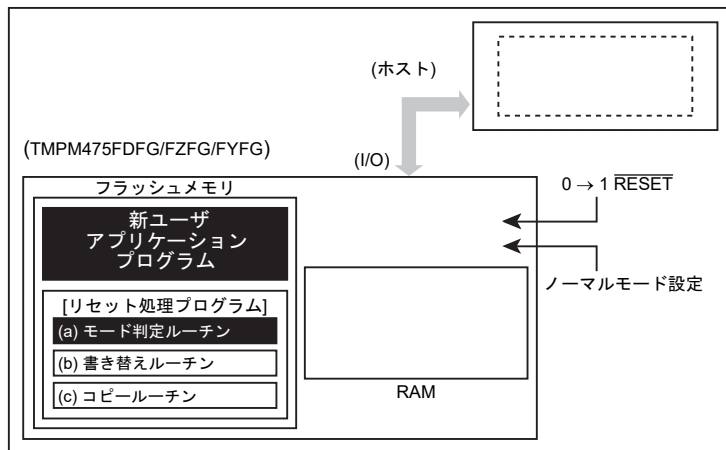 (ホスト)
(TMPM475FDFG/FZFG/FYFG)
(I/O)
フラッシュメモリ
新ユーザ
アプリケーション
プログラム
[リセット処理プログラム]
(a) モード判定ルーチン
(b) 書き替えルーチン
(c) コピールーチン
RAM
0 → 1 RESET
ノーマルモード設定